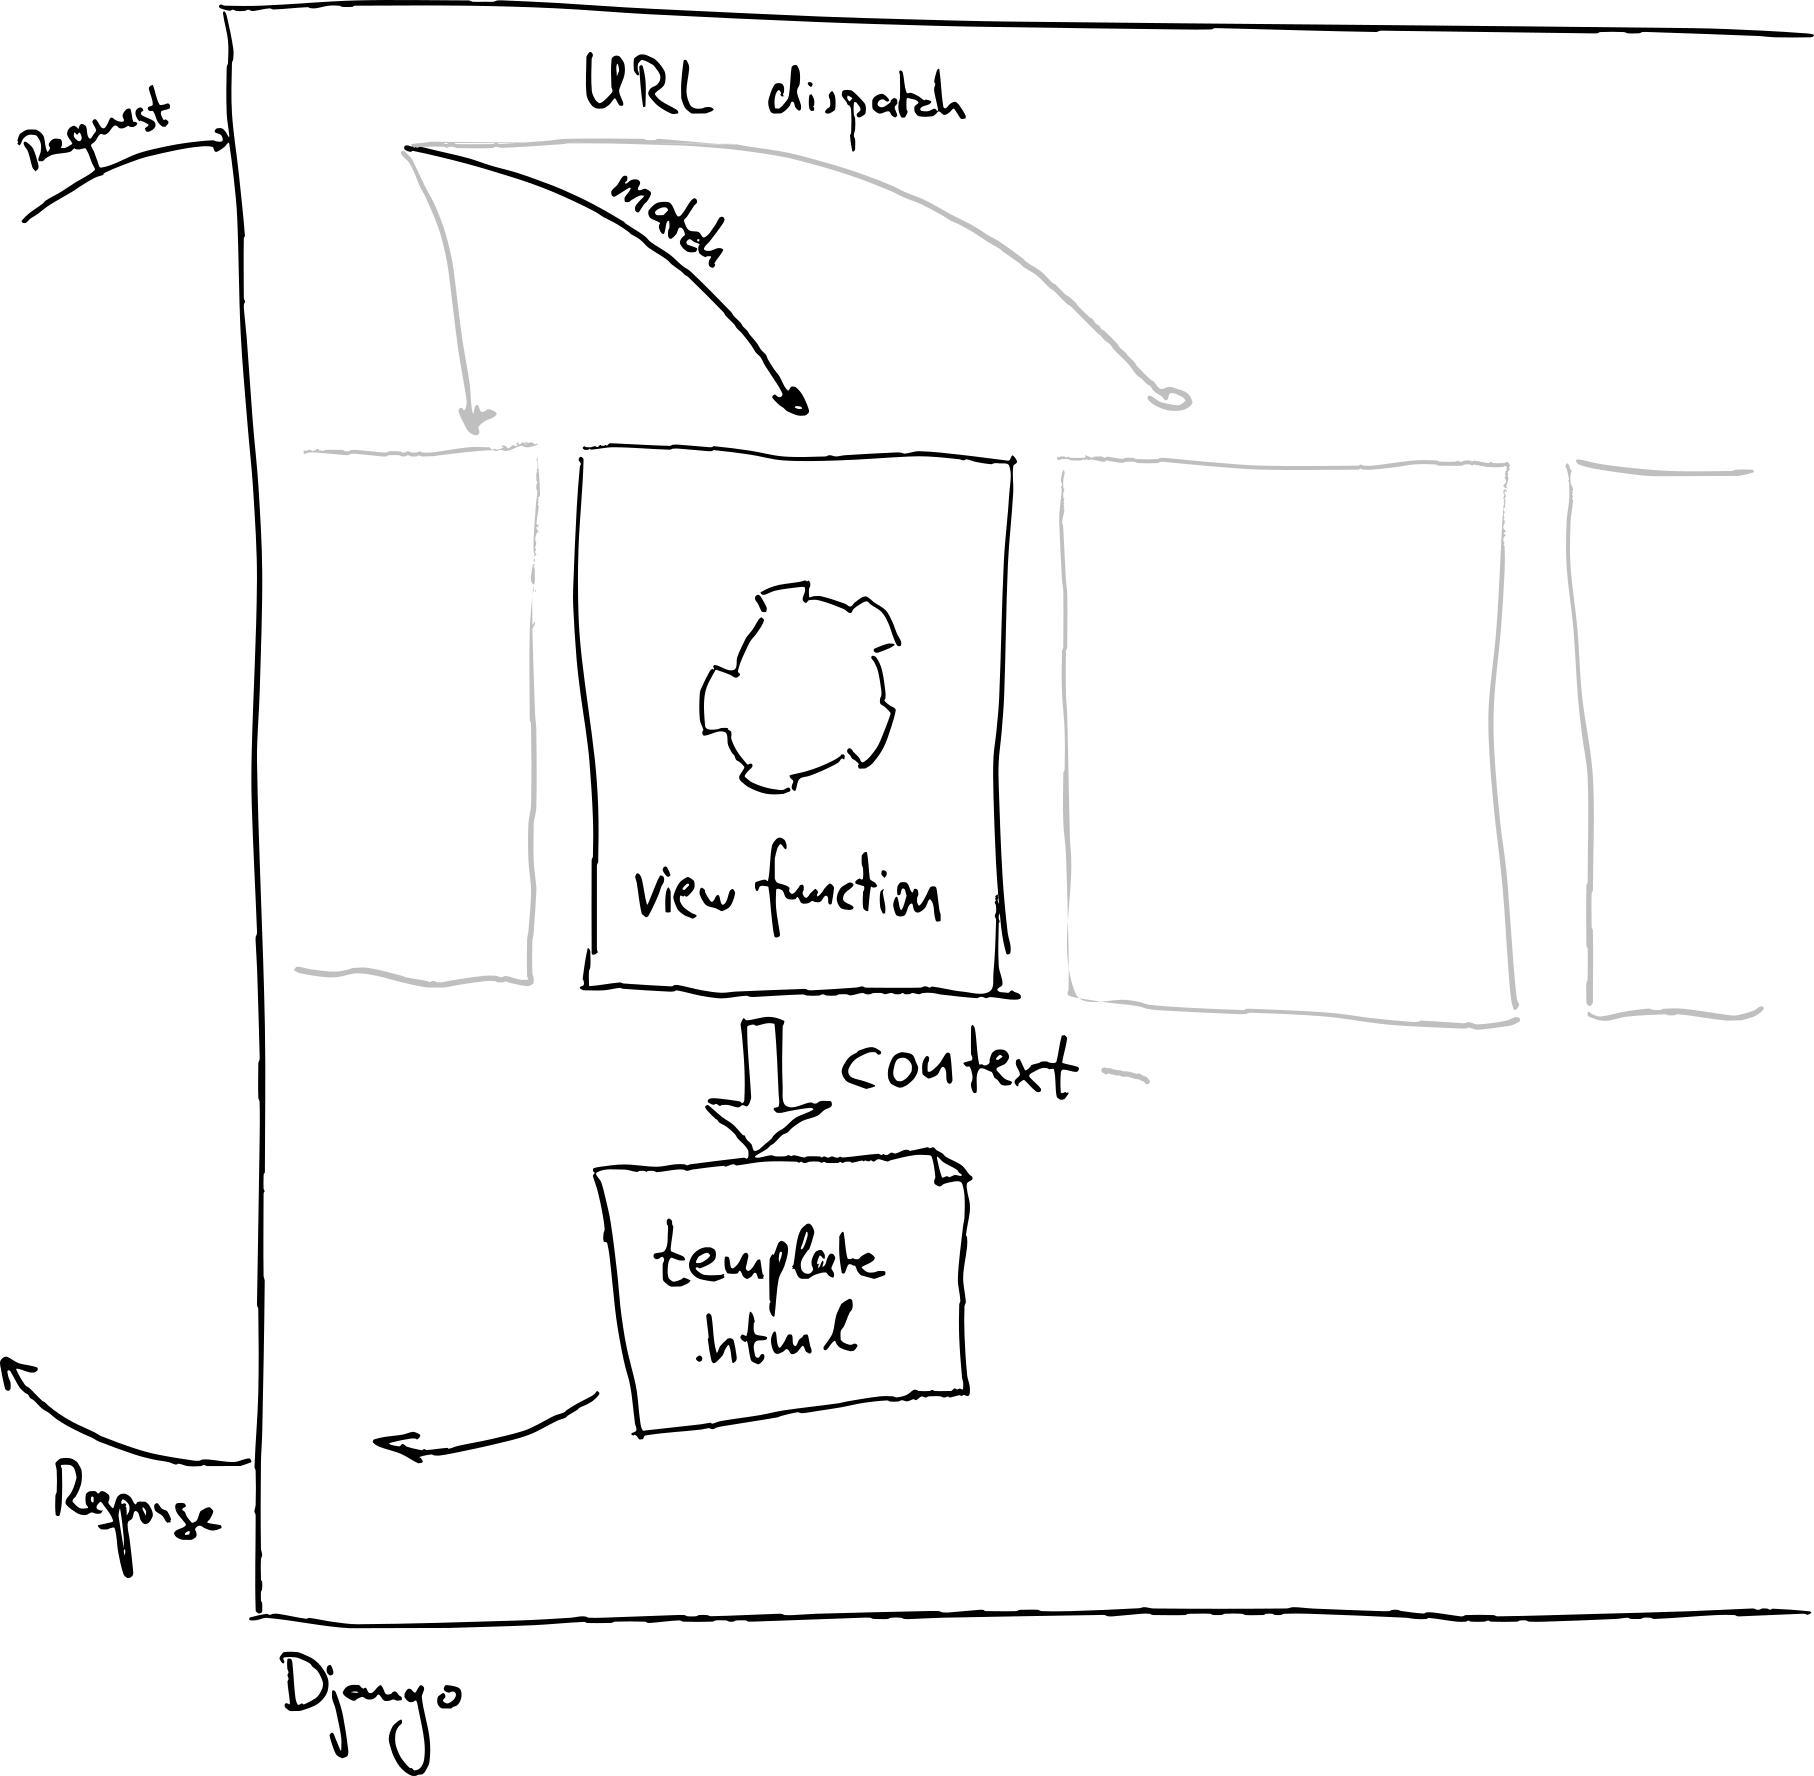 URL dispatch
Request
match
view function
context
template
.html
Response
Django